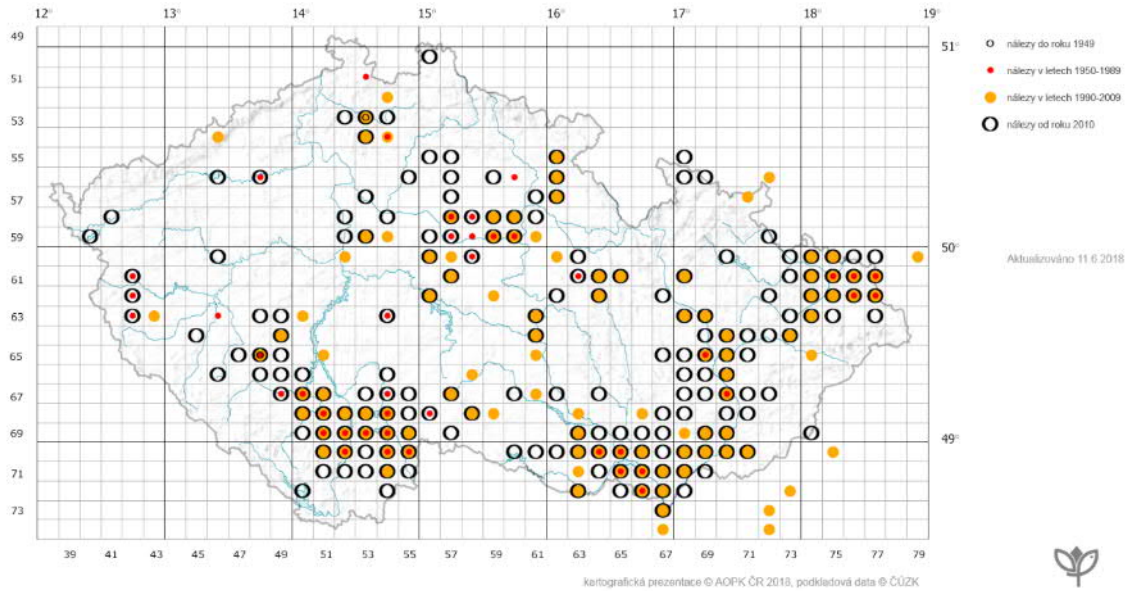 12° 13° 14° 15° 16° 17° 18° 19°
49 51°
nálezy do roku 1949
51
nálezy v letech 1950-1989
nálezy v letech 1990-2009
53
nálezy od roku 2010
55
57
59 50°
Aktualizováno 11.6 2018
61
63
65
67
69 49°
71
73
39 41 43 45 47 49 51 53 55 57 59 61 63 65 67 69 71 73 75 77 79
kartografická prezentace © AOPK ČR 2018, podkladová data © ČÚZK